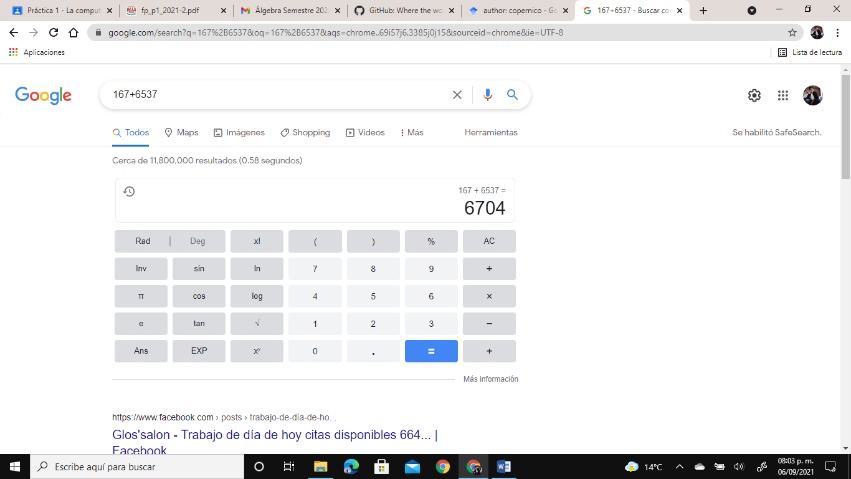 Práctica 1 - La comput
fp_p1_2021-2.pdf
Álgebra Semestre 202
GitHub: Where the wo
author: copernico - Go
167+6537 - Buscar co
google.com/search?q=167%2B6537&oq=167%2B6537&aqs=chrome..69i57j6.3385j0j15&sourceid=chrome&ie=UTF-8
Aplicaciones
Lista de lectura
Google
167+6537
Todos
Maps
Imágenes
Shopping
Videos
Más
Herramientas
Se habilitó SafeSearch.
Cerca de 11,800,000 resultados (0.58 segundos)
167 + 6537 =
6704
Rad | Deg x! ( ) % AC
Inv sin ln 7 8 9 ÷
π cos log 4 5 6 ×
e tan √ 1 2 3 −
Ans EXP xʸ 0 . = +
Más información
https://www.facebook.com › posts › trabajo-de-día-de-ho...
Glos'salon - Trabajo de día de hoy citas disponibles 664... |
Facebook
Escribe aquí para buscar
14°C
08:03 p. m.
06/09/2021